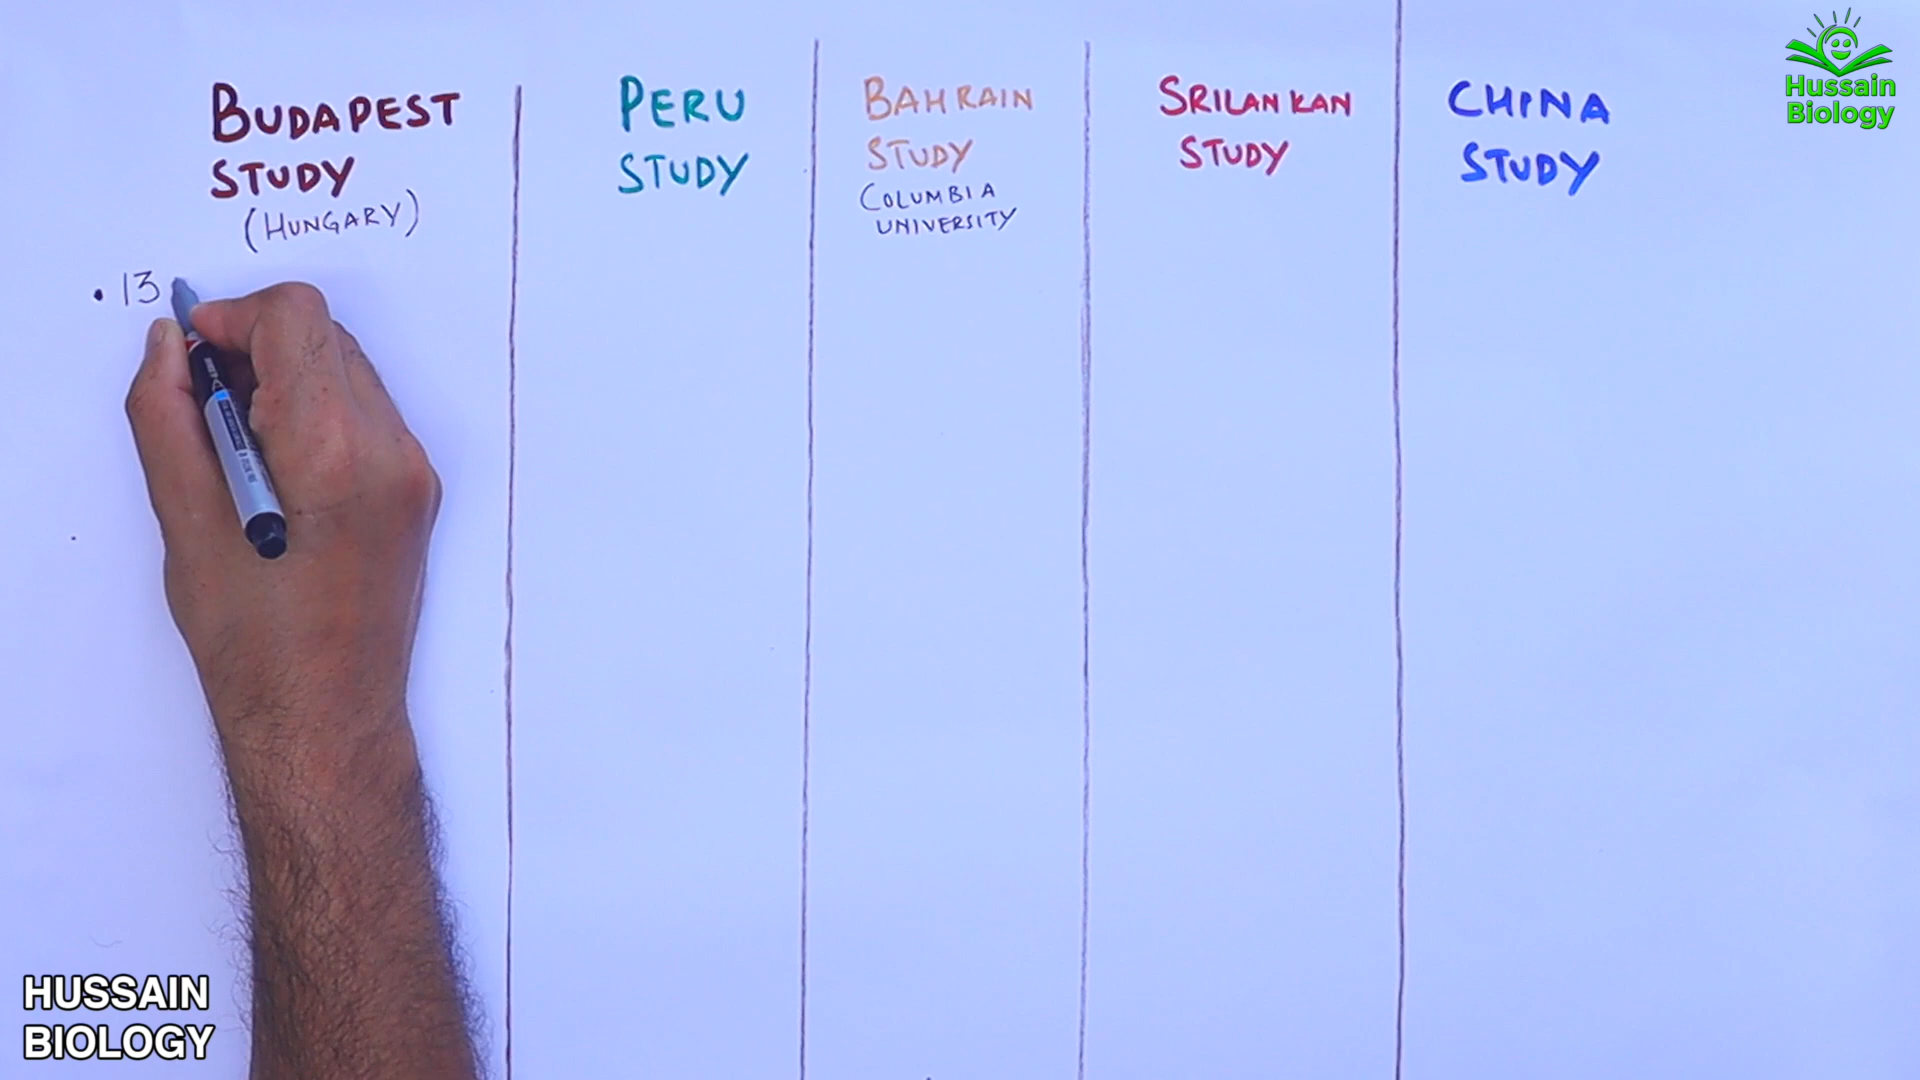 BUDAPEST
STUDY
(HUNGARY)
• 13
PERU
STUDY
BAHRAIN
STUDY
COLUMBIA
UNIVERSITY
SRILANKAN
STUDY
CHINA
STUDY
Hussain
Biology
HUSSAIN
BIOLOGY